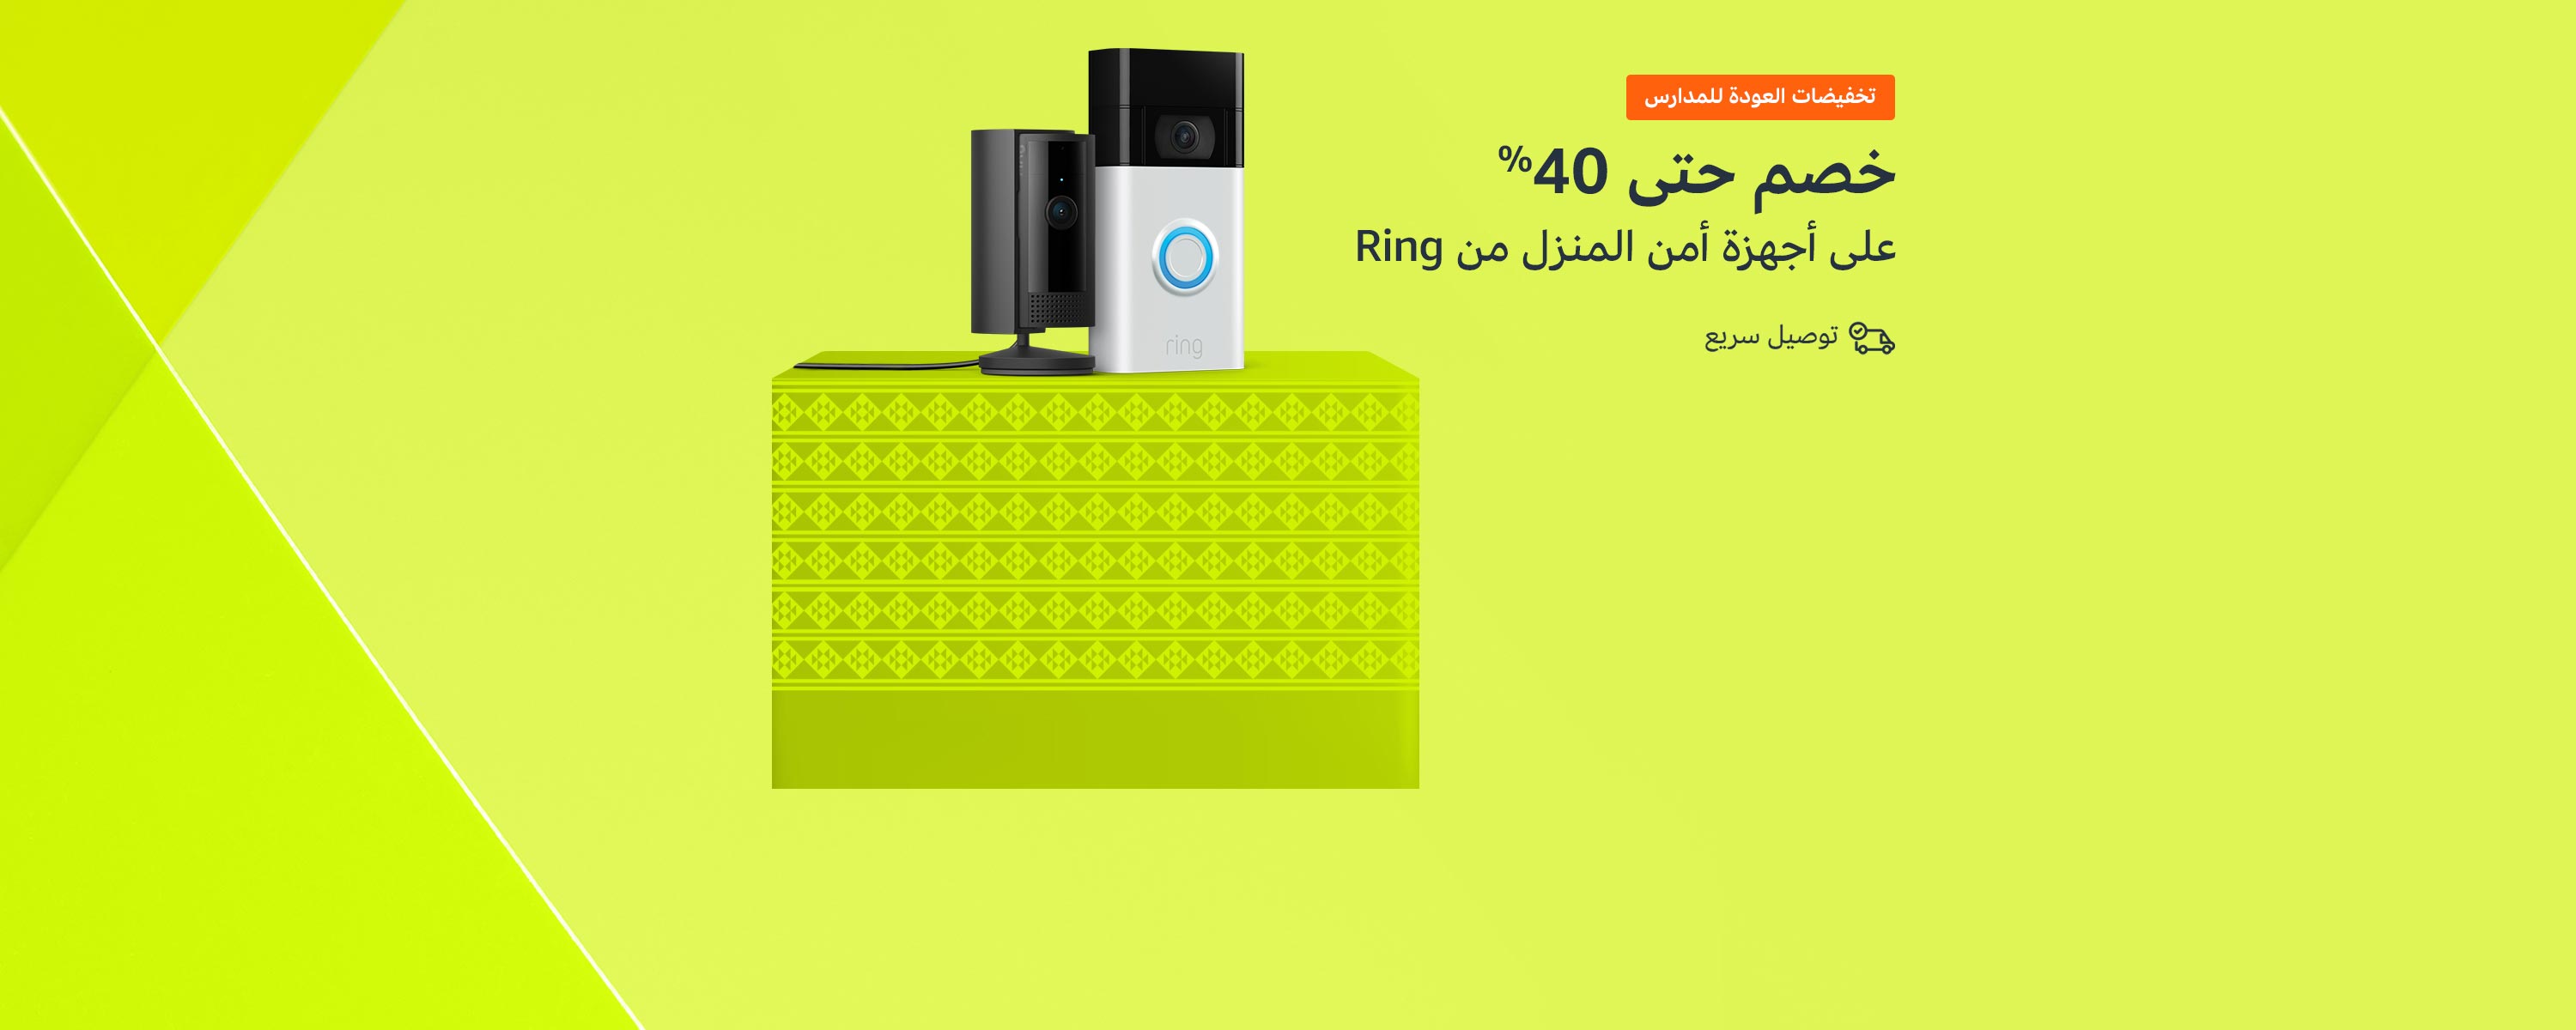 تخفيضات العودة للمدارس
خصم حتى 40%
على أجهزة أمن المنزل من Ring
توصيل سريع
ring